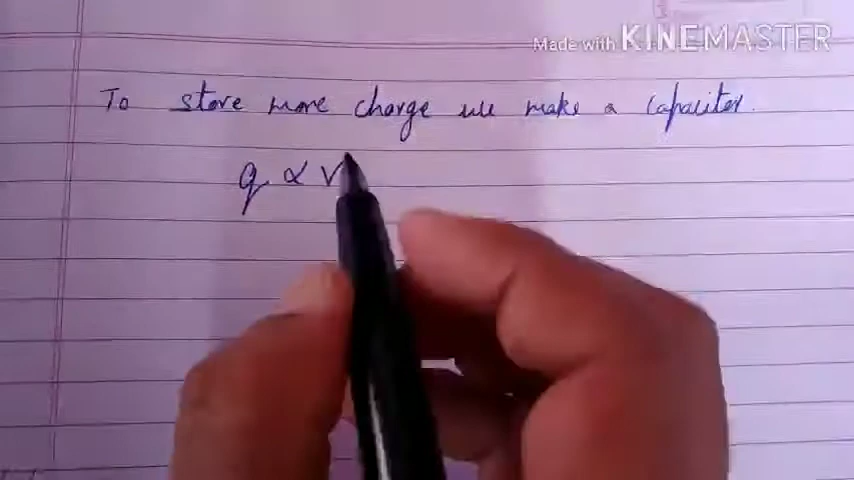 Made with KINEMASTER
To store more charge we make a capacitor.
q ∝ V